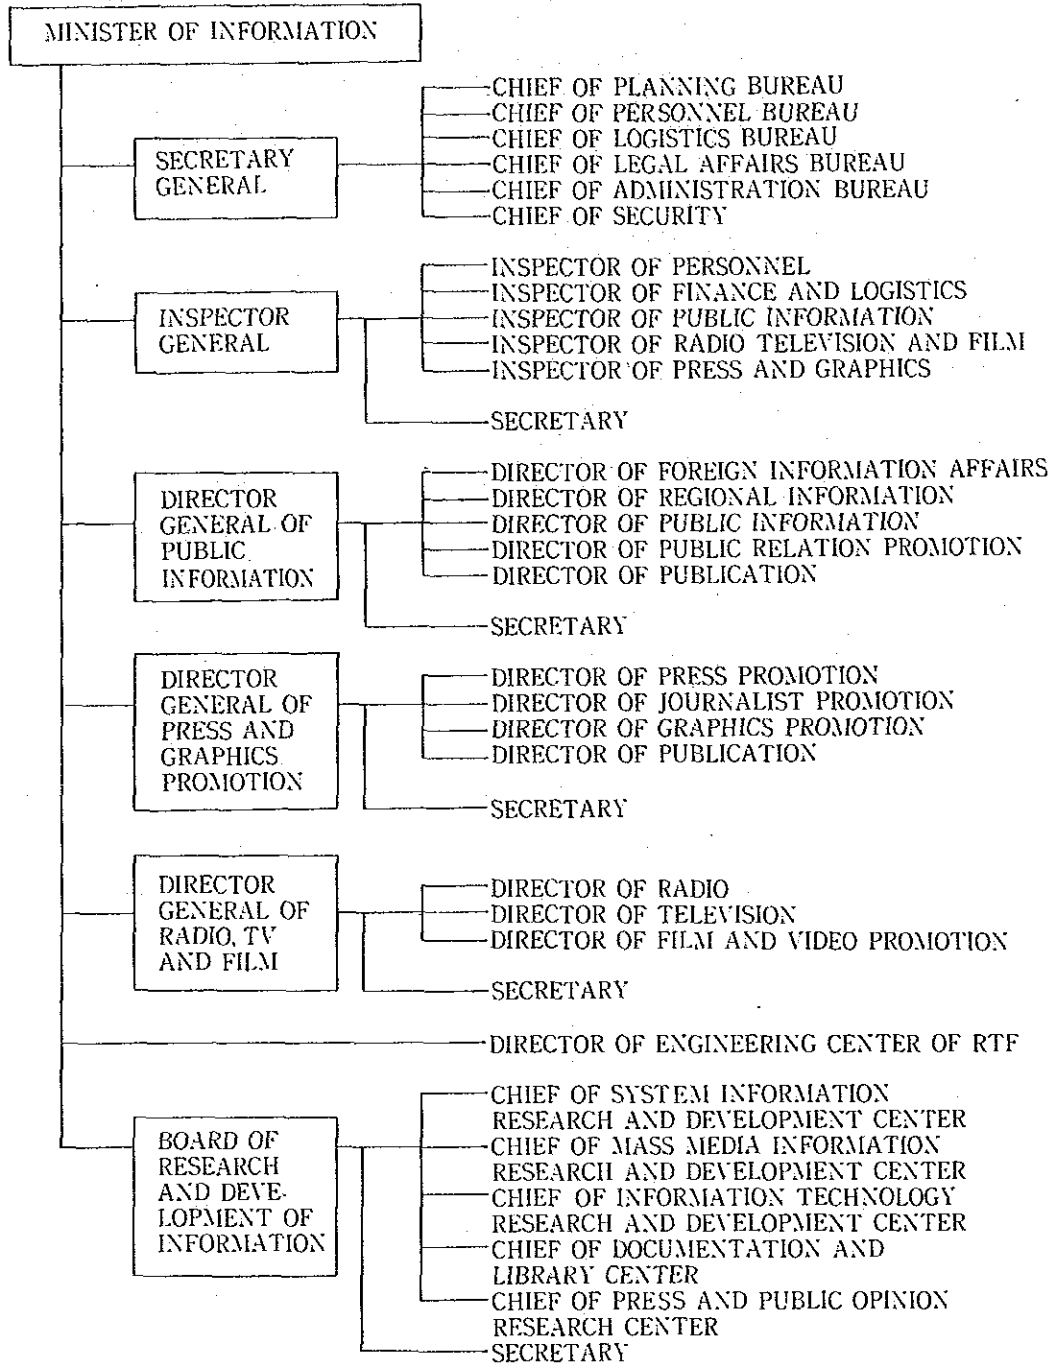 MINISTER OF INFORMATION
SECRETARY
GENERAL
CHIEF OF PLANNING BUREAU
CHIEF OF PERSONNEL BUREAU
CHIEF OF LOGISTICS BUREAU
CHIEF OF LEGAL AFFAIRS BUREAU
CHIEF OF ADMINISTRATION BUREAU
CHIEF OF SECURITY
INSPECTOR
GENERAL
INSPECTOR OF PERSONNEL
INSPECTOR OF FINANCE AND LOGISTICS
INSPECTOR OF PUBLIC INFORMATION
INSPECTOR OF RADIO TELEVISION AND FILM
INSPECTOR OF PRESS AND GRAPHICS
SECRETARY
DIRECTOR
GENERAL OF
PUBLIC
INFORMATION
DIRECTOR OF FOREIGN INFORMATION AFFAIRS
DIRECTOR OF REGIONAL INFORMATION
DIRECTOR OF PUBLIC INFORMATION
DIRECTOR OF PUBLIC RELATION PROMOTION
DIRECTOR OF PUBLICATION
SECRETARY
DIRECTOR
GENERAL OF
PRESS AND
GRAPHICS
PROMOTION
DIRECTOR OF PRESS PROMOTION
DIRECTOR OF JOURNALIST PROMOTION
DIRECTOR OF GRAPHICS PROMOTION
DIRECTOR OF PUBLICATION
SECRETARY
DIRECTOR
GENERAL OF
RADIO, TV
AND FILM
DIRECTOR OF RADIO
DIRECTOR OF TELEVISION
DIRECTOR OF FILM AND VIDEO PROMOTION
SECRETARY
DIRECTOR OF ENGINEERING CENTER OF RTF
BOARD OF
RESEARCH
AND DEVE-
LOPMENT OF
INFORMATION
CHIEF OF SYSTEM INFORMATION
RESEARCH AND DEVELOPMENT CENTER
CHIEF OF MASS MEDIA INFORMATION
RESEARCH AND DEVELOPMENT CENTER
CHIEF OF INFORMATION TECHNOLOGY
RESEARCH AND DEVELOPMENT CENTER
CHIEF OF DOCUMENTATION AND
LIBRARY CENTER
CHIEF OF PRESS AND PUBLIC OPINION
RESEARCH CENTER
SECRETARY